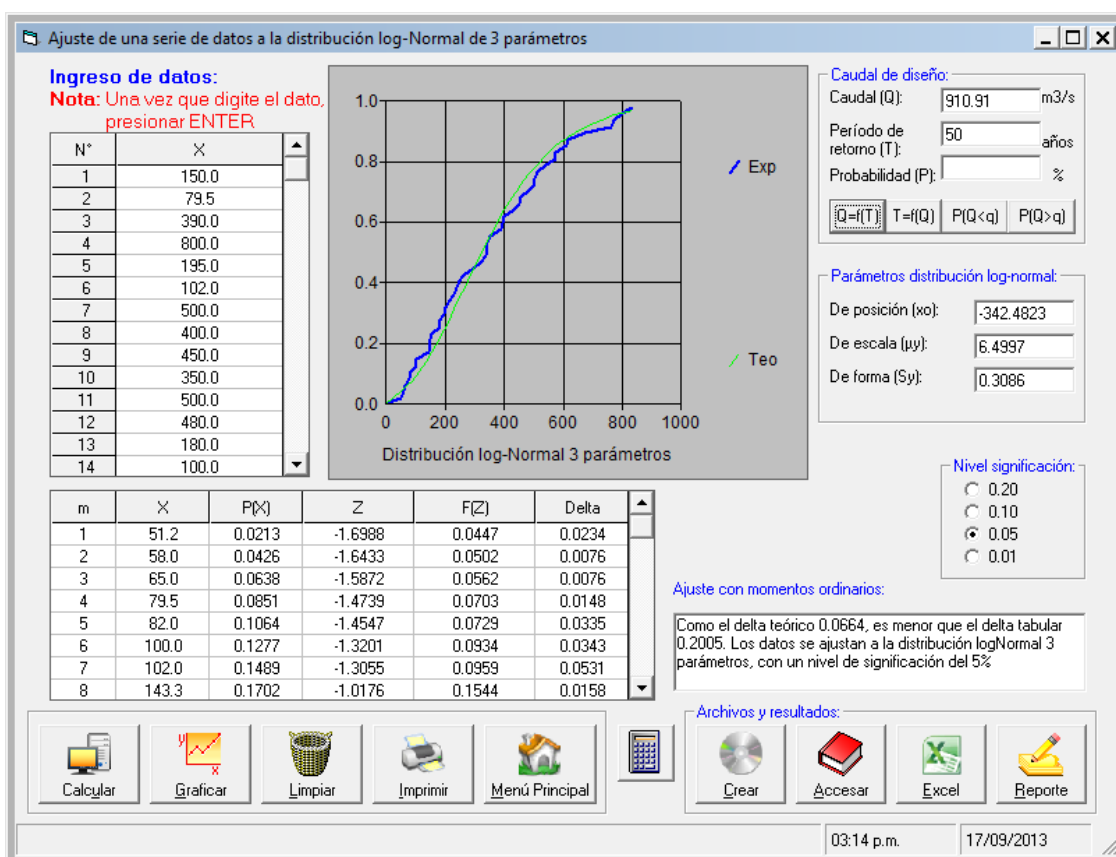 Ajuste de una serie de datos a la distribución log-Normal de 3 parámetros
Ingreso de datos:
Nota: Una vez que digite el dato,
presionar ENTER
N° X
1 150.0
2 79.5
3 390.0
4 800.0
5 195.0
6 102.0
7 500.0
8 400.0
9 450.0
10 350.0
11 500.0
12 480.0
13 180.0
14 100.0
1.0
0.8
0.6
0.4
0.2
0.0
0 200 400 600 800 1000
Distribución log-Normal 3 parámetros
Exp
Teo
Caudal de diseño:
Caudal (Q): 910.91 m3/s
Período de
retorno (T): 50 años
Probabilidad (P): %
Q=f(T) T=f(Q) P(Q<q) P(Q>q)
Parámetros distribución log-normal:
De posición (xo): -342.4823
De escala (µy): 6.4997
De forma (Sy): 0.3086
Nivel significación:
0.20
0.10
0.05
0.01
m X P(X) Z F(Z) Delta
1 51.2 0.0213 -1.6988 0.0447 0.0234
2 58.0 0.0426 -1.6433 0.0502 0.0076
3 65.0 0.0638 -1.5872 0.0562 0.0076
4 79.5 0.0851 -1.4739 0.0703 0.0148
5 82.0 0.1064 -1.4547 0.0729 0.0335
6 100.0 0.1277 -1.3201 0.0934 0.0343
7 102.0 0.1489 -1.3055 0.0959 0.0531
8 143.3 0.1702 -1.0176 0.1544 0.0158
Ajuste con momentos ordinarios:
Como el delta teórico 0.0664, es menor que el delta tabular
0.2005. Los datos se ajustan a la distribución logNormal 3
parámetros, con un nivel de significación del 5%
Calcular
Graficar
Limpiar
Imprimir
Menú Principal
Archivos y resultados:
Crear
Accesar
Excel
Reporte
03:14 p.m. 17/09/2013